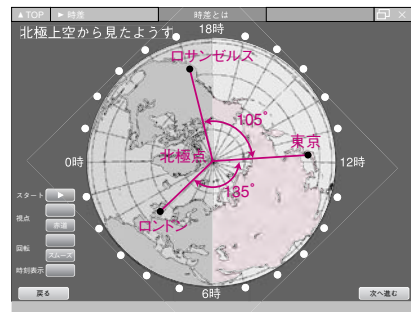 ▲TOP ▶時差 時差とは
北極上空から見たようす
18時
ロサンゼルス
105°
東京
北極点
0時
12時
135°
スタート ▶
ロンドン
視点
赤道
回転
スムーズ
時刻表示
戻る
6時
次へ進む